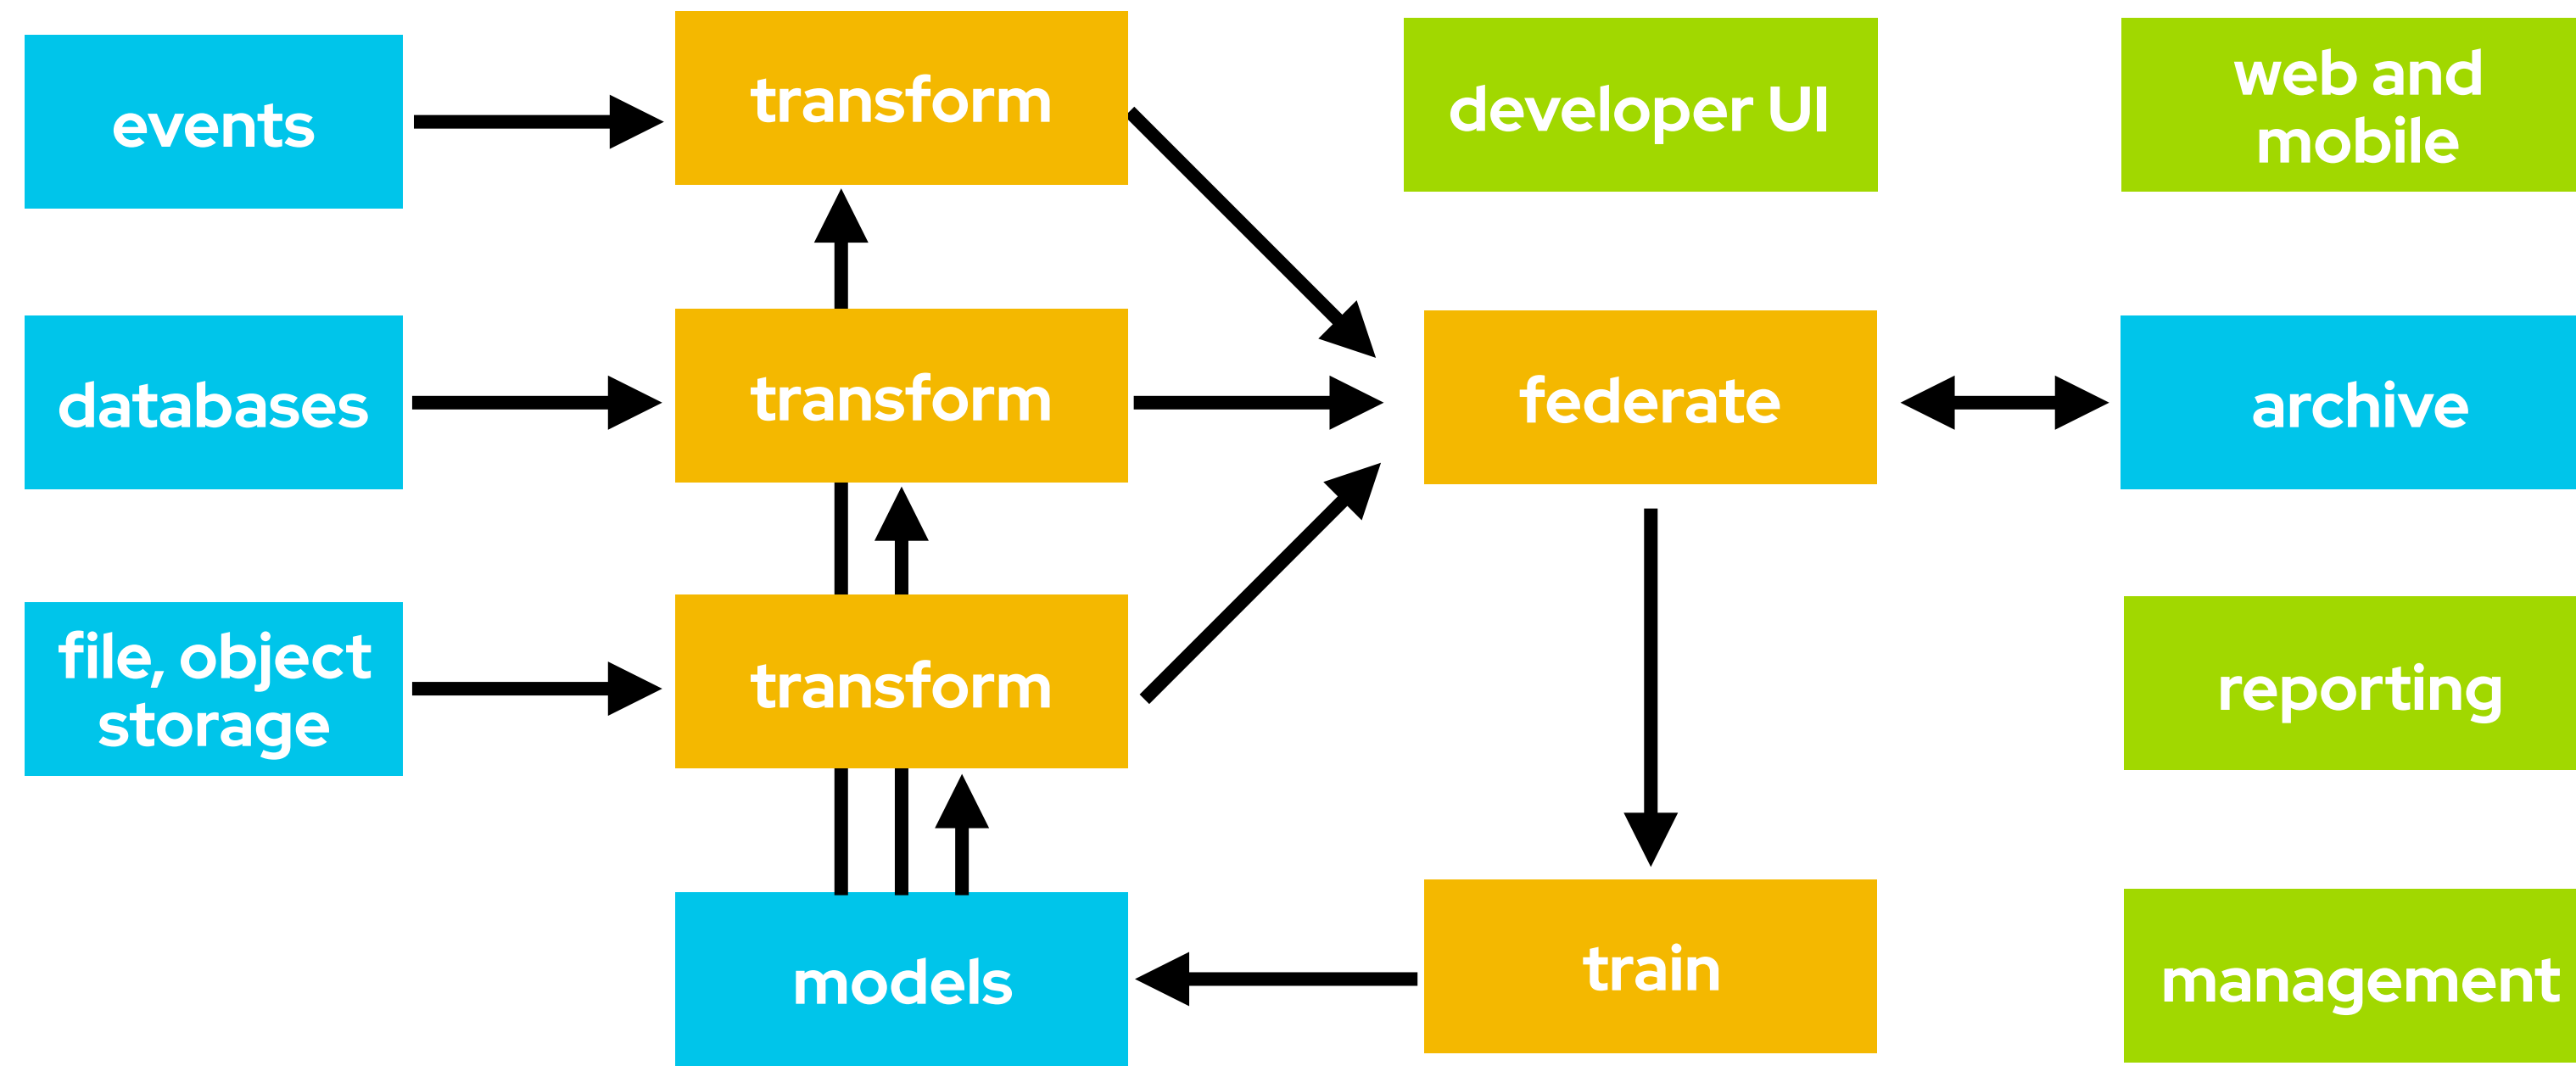 events
transform
developer UI
web and
mobile
databases
transform
federate
archive
file, object
storage
transform
reporting
models
train
management